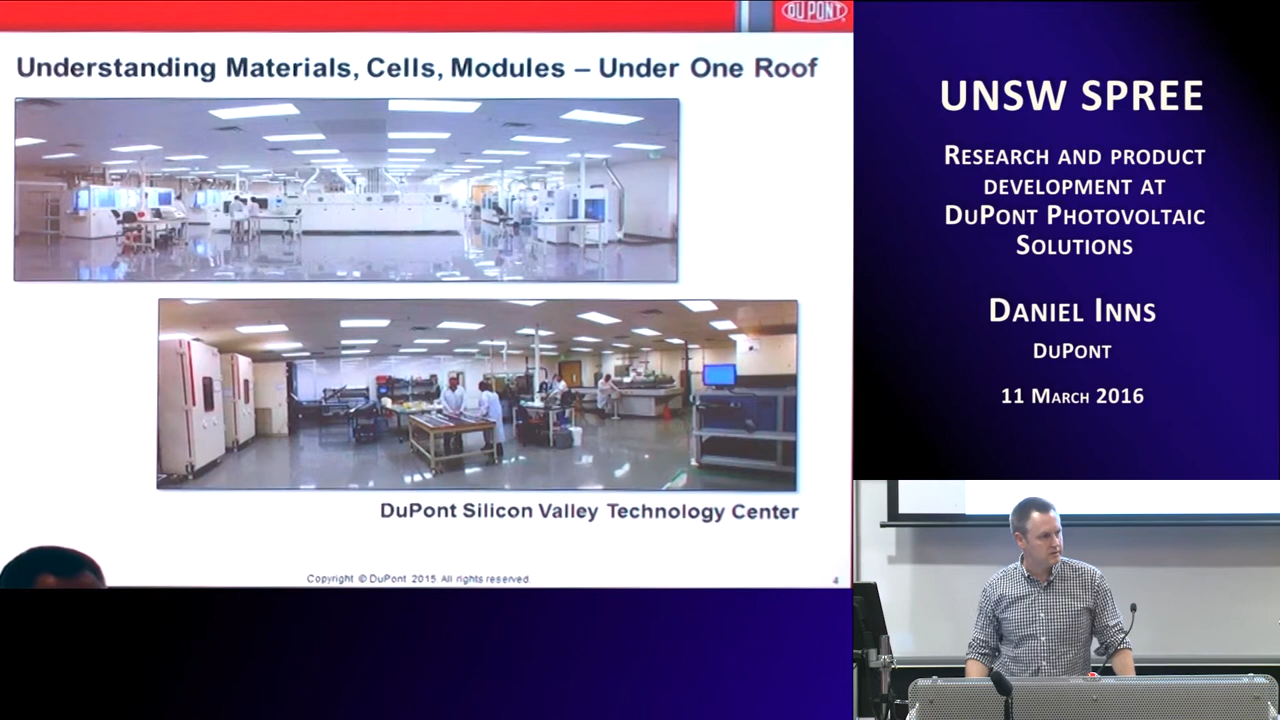 DUPONT
Understanding Materials, Cells, Modules – Under One Roof
DuPont Silicon Valley Technology Center
Copyright © DuPont 2015 All rights reserved.
4
UNSW SPREE
RESEARCH AND PRODUCT
DEVELOPMENT AT
DUPONT PHOTOVOLTAIC
SOLUTIONS
DANIEL INNS
DUPONT
11 MARCH 2016